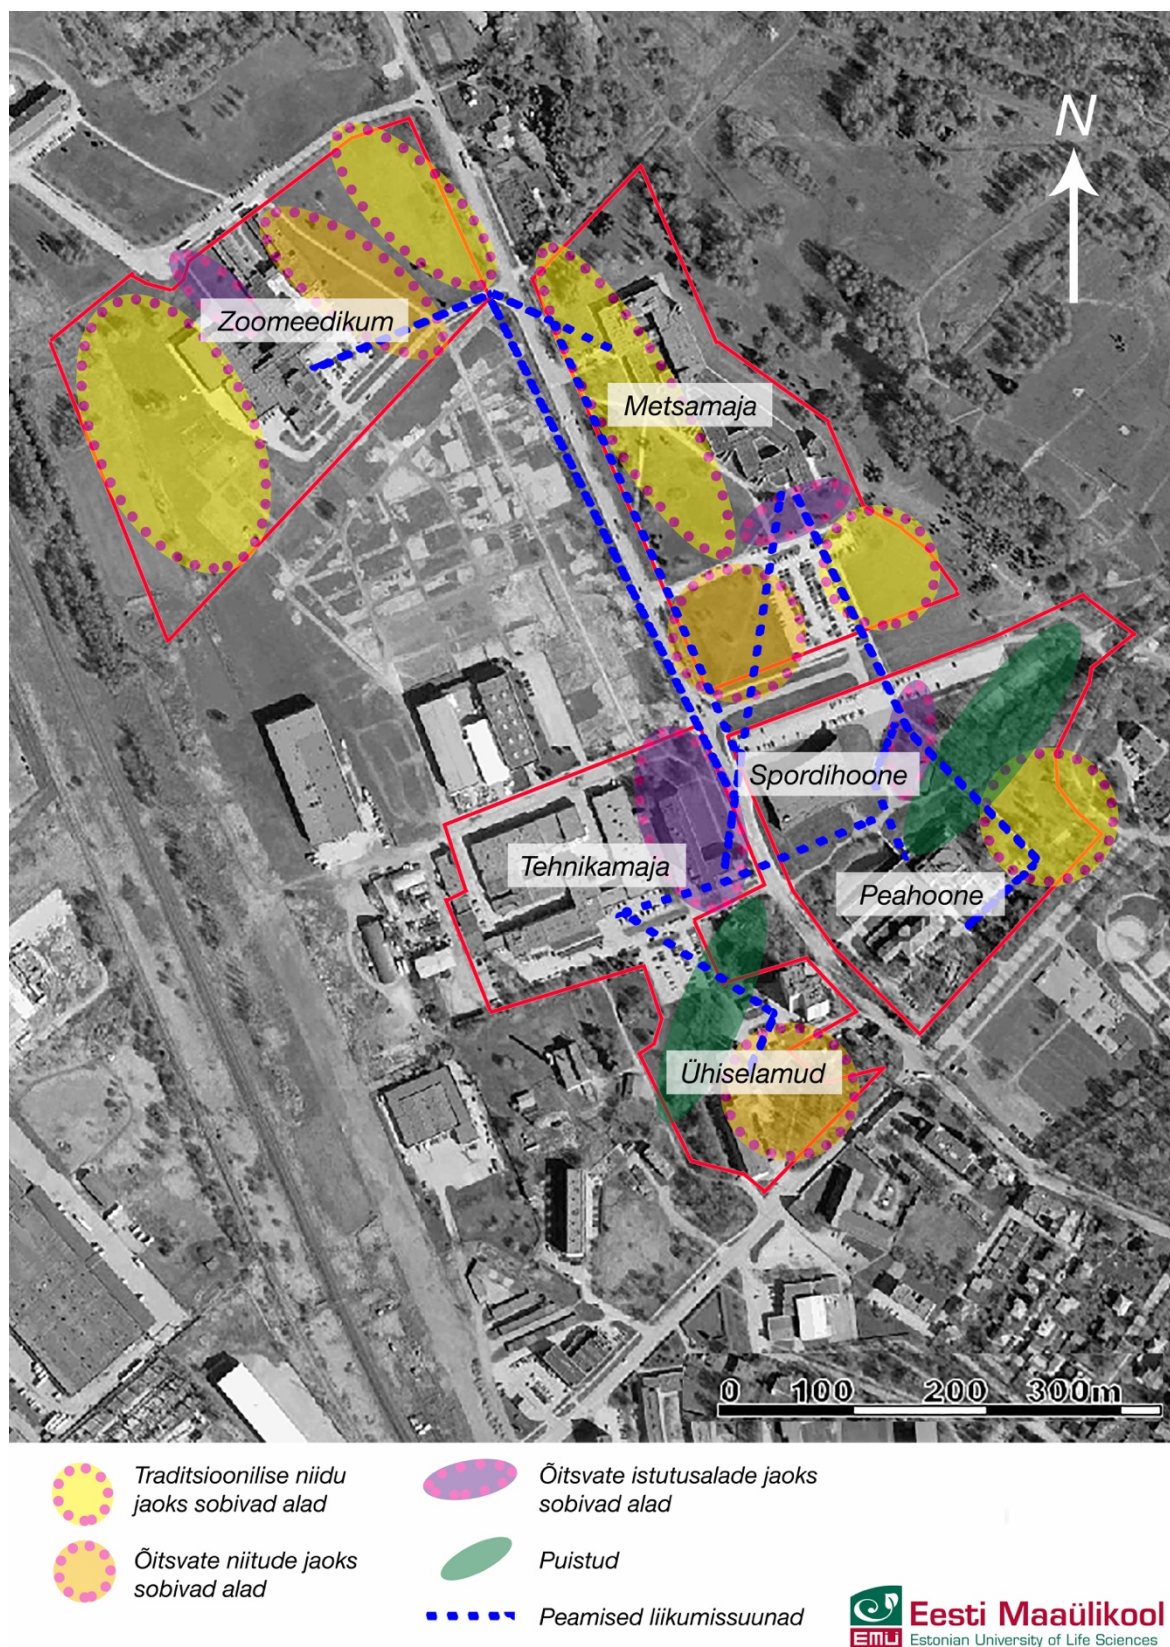 N
Zoomeedikum
Metsamaja
Spordihoone
Tehnikamaja
Peahoone
Ühiselamud
0 100 200 300m
Traditsioonilise niidu
jaoks sobivad alad
Õitsvate niitude jaoks
sobivad alad
Õitsvate istutusalade jaoks
sobivad alad
Puistud
Peamised liikumissuunad
EMÜ
Eesti Maaülikool
Estonian University of Life Sciences